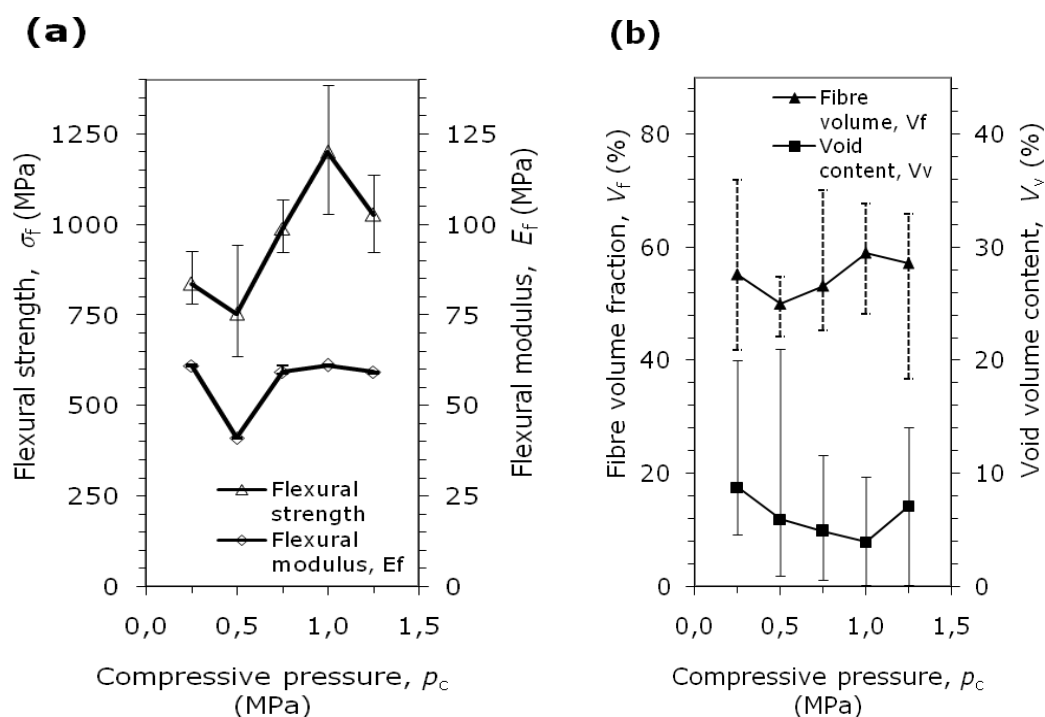 (a)
Flexural strength, σf (MPa)
1250
1000
750
500
250
0
125
100
75
50
25
0
Flexural modulus, Ef (MPa)
Flexural
strength
Flexural
modulus, Ef
0,0
0,5
1,0
1,5
Compressive pressure, pc
(MPa)
(b)
Fibre volume fraction, Vf (%)
80
60
40
20
0
40
30
20
10
0
Void volume content, Vv (%)
Fibre
volume, Vf
Void
content, Vv
0,0
0,5
1,0
1,5
Compressive pressure, pc
(MPa)